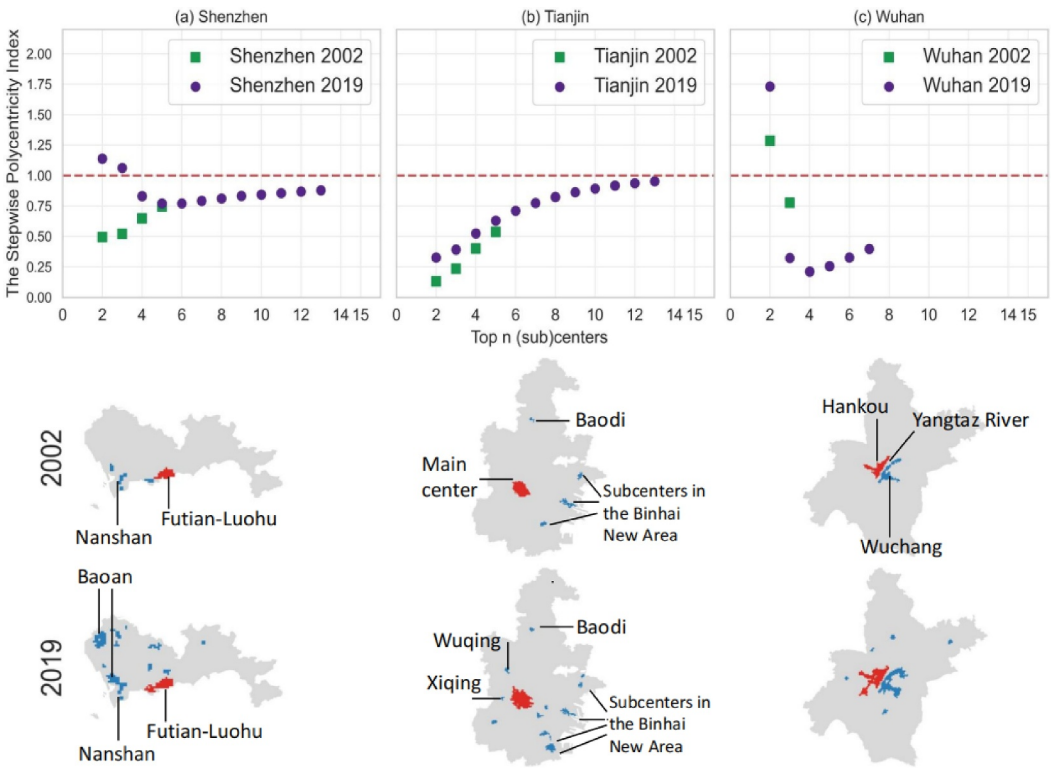 (a) Shenzhen
(b) Tianjin
(c) Wuhan
The Stepwise Polycentricity Index
2.00
1.75
1.50
1.25
1.00
0.75
0.50
0.25
0.00
Shenzhen 2002
Shenzhen 2019
Tianjin 2002
Tianjin 2019
Wuhan 2002
Wuhan 2019
0 2 4 6 8 10 12 14 15
0 2 4 6 8 10 12 14 15
0 2 4 6 8 10 12 14 15
Top n (sub)centers
2002
Nanshan
Futian-Luohu
Baodi
Main
center
Subcenters in
the Binhai
New Area
Hankou
Yangtaz River
Wuchang
2019
Baoan
Nanshan
Futian-Luohu
Baodi
Wuqing
Xiqing
Subcenters in
the Binhai
New Area